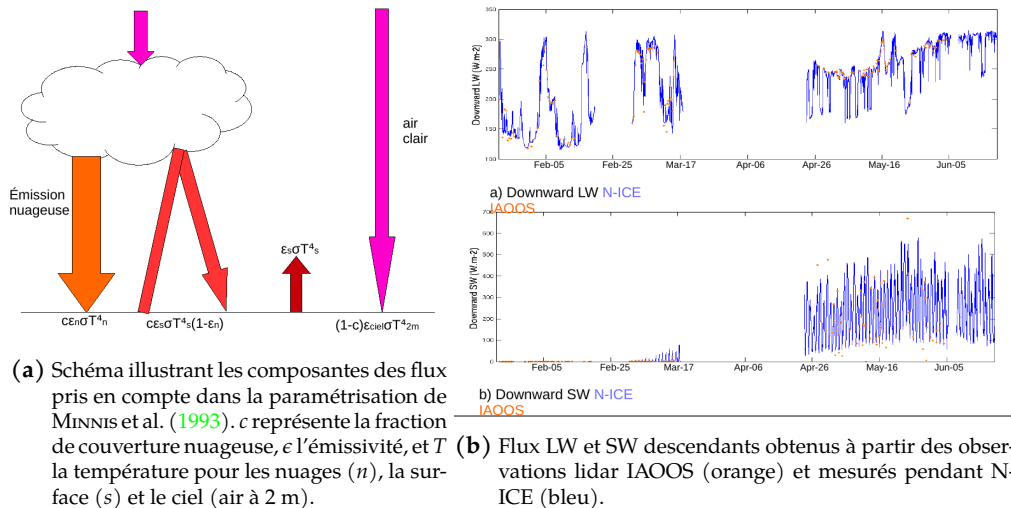 Émission
nuageuse
air
clair
εsσT⁴s
cεnσT⁴n
cεsσT⁴s(1-εn)
(1-c)εcielσT⁴2m
(a) Schéma illustrant les composantes des flux
pris en compte dans la paramétrisation de
MINNIS et al. (1993). c représente la fraction
de couverture nuageuse, ϵ l'émissivité, et T
la température pour les nuages (n), la sur-
face (s) et le ciel (air à 2 m).
Downward LW (W.m-2)
350
300
250
200
150
100
Feb-05 Feb-25 Mar-17 Apr-06 Apr-26 May-16 Jun-05
a) Downward LW N-ICE
IAOOS
Downward SW (W.m-2)
700
600
500
400
300
200
100
0
Feb-05 Feb-25 Mar-17 Apr-06 Apr-26 May-16 Jun-05
b) Downward SW N-ICE
IAOOS
(b) Flux LW et SW descendants obtenus à partir des obser-
vations lidar IAOOS (orange) et mesurés pendant N-
ICE (bleu).